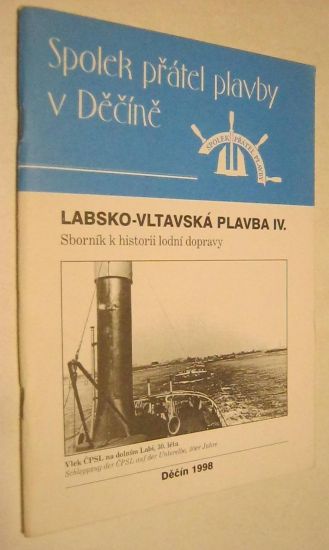 Spolek přátel plavby
v Děčíně
SPOLEK PŘÁTEL PLAVBY
LABSKO-VLTAVSKÁ PLAVBA IV.
Sborník k historii lodní dopravy
Vlek ČPSL na dolním Labi, 30. léta
Schleppzug der ČPSL auf der Unterelbe, 30er Jahre
Děčín 1998